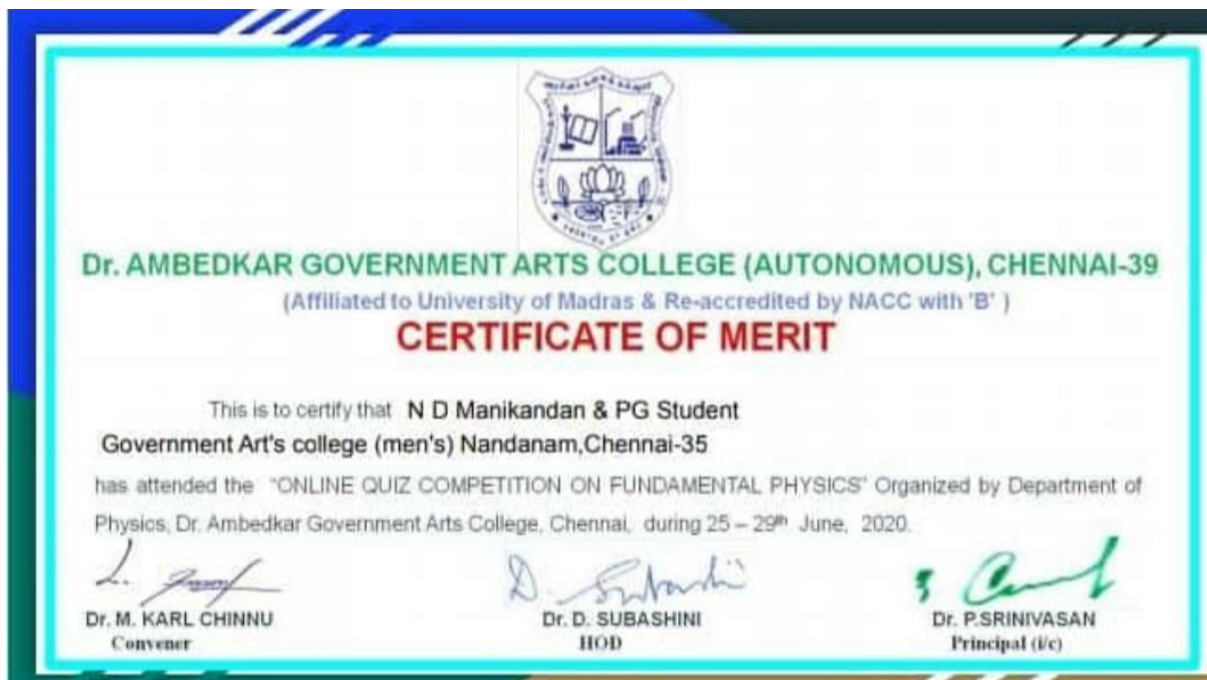 Dr. AMBEDKAR GOVERNMENT ARTS COLLEGE (AUTONOMOUS), CHENNAI-39
(Affiliated to University of Madras & Re-accredited by NACC with 'B' )
CERTIFICATE OF MERIT
This is to certify that N D Manikandan & PG Student
Government Art's college (men's) Nandanam,Chennai-35
has attended the "ONLINE QUIZ COMPETITION ON FUNDAMENTAL PHYSICS" Organized by Department of
Physics, Dr. Ambedkar Government Arts College, Chennai, during 25 – 29th June, 2020.
D. Subashini
Dr. M. KARL CHINNU Dr. D. SUBASHINI Dr. P.SRINIVASAN
Convener HOD Principal (i/c)